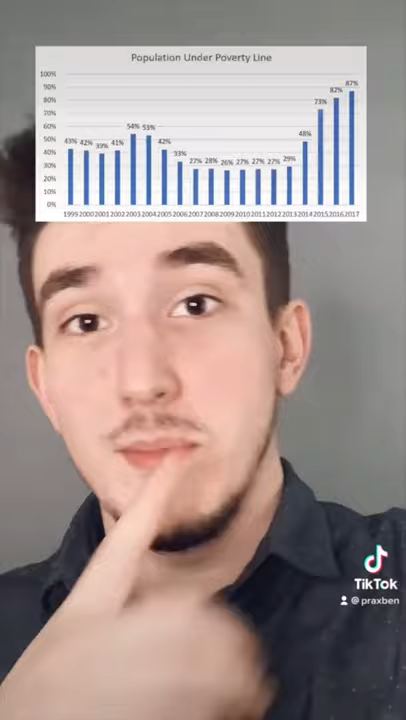 Population Under Poverty Line
100%
90%
80%
70%
60%
50%
40%
30%
20%
10%
0%
43% 42% 39% 41% 54% 53% 42% 33% 27% 28% 26% 27% 27% 27% 29% 48% 73% 82% 87%
1999 2000 2001 2002 2003 2004 2005 2006 2007 2008 2009 2010 2011 2012 2013 2014 2015 2016 2017
TikTok
@praxben